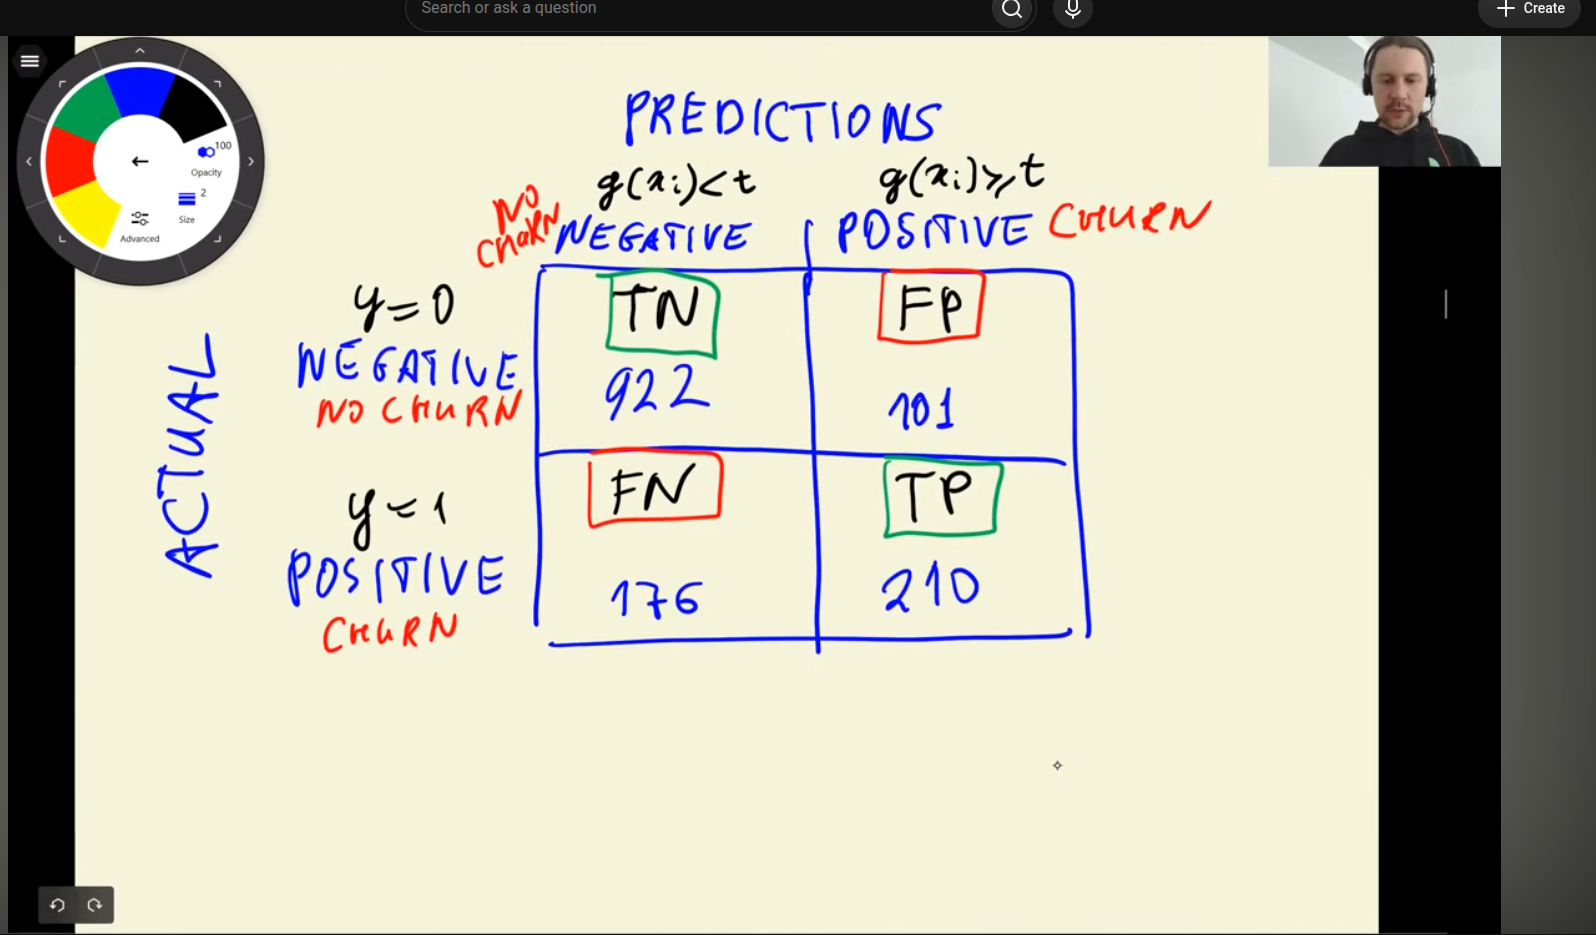 Search or ask a question
Create
100
Opacity
2
Size
Advanced
PREDICTIONS
g(xi)<t
g(xi)⩾t
NO
CHURN
NEGATIVE
POSITIVE CHURN
ACTUAL
y=0
NEGATIVE
NO CHURN
TN
922
FP
101
y=1
POSITIVE
CHURN
FN
176
TP
210